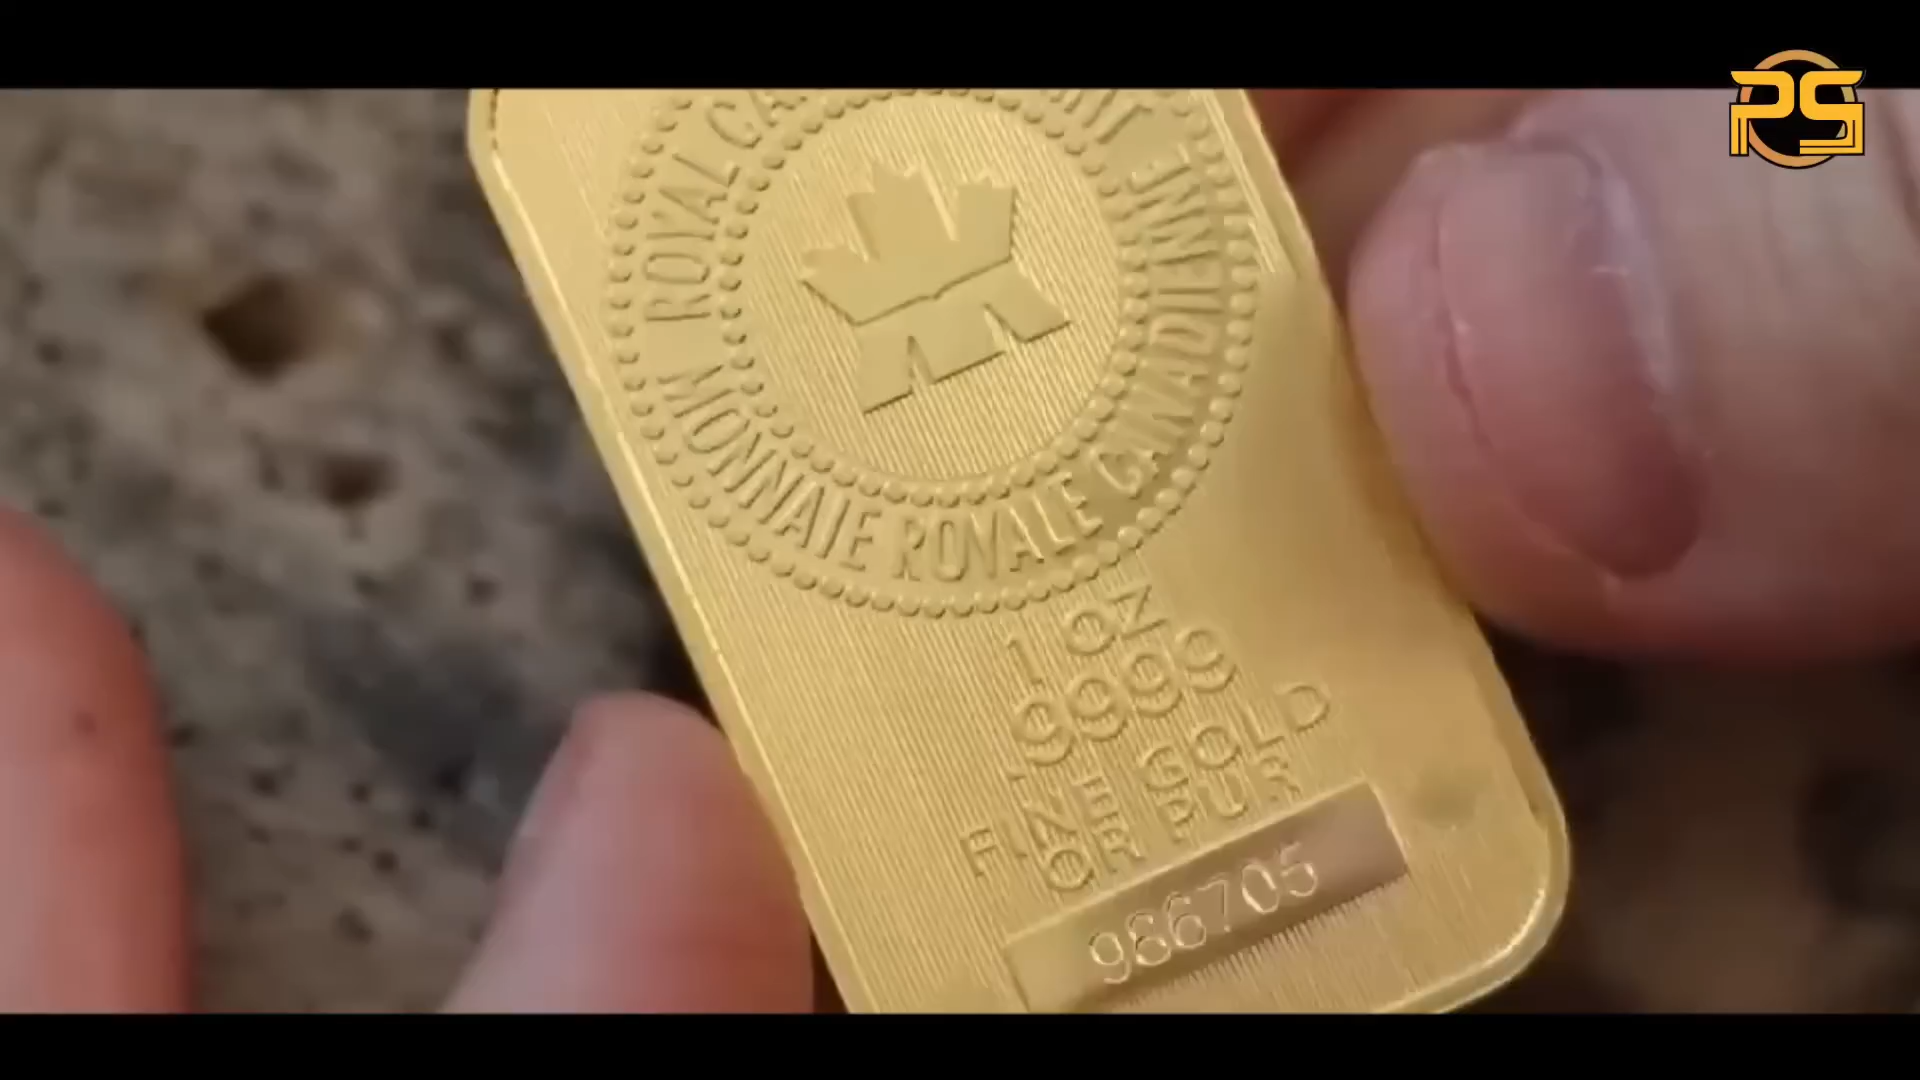 PS
ROYAL CA
MONNAIE ROYALE CANADIENNE
1 OZ
9999
FINE GOLD
OR PUR
986705